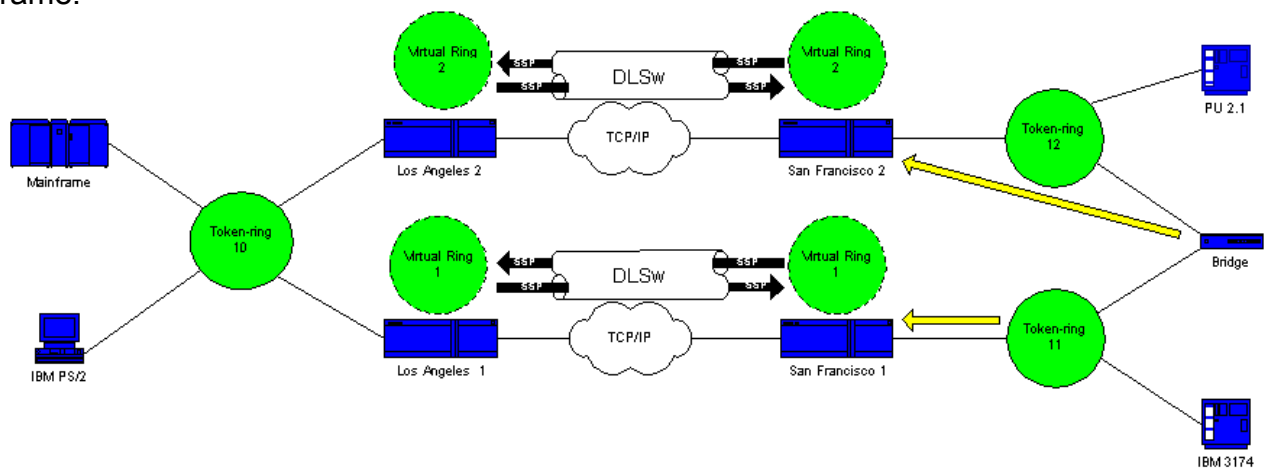 rame.
Virtual Ring
2
SSP
SSP
DLSw
SSP
SSP
Virtual Ring
2
PU 2.1
Mainframe
Los Angeles 2
TCP/IP
San Francisco 2
Token-ring
12
Token-ring
10
Virtual Ring
1
SSP
SSP
DLSw
SSP
SSP
Virtual Ring
1
Bridge
IBM PS/2
Los Angeles 1
TCP/IP
San Francisco 1
Token-ring
11
IBM 3174